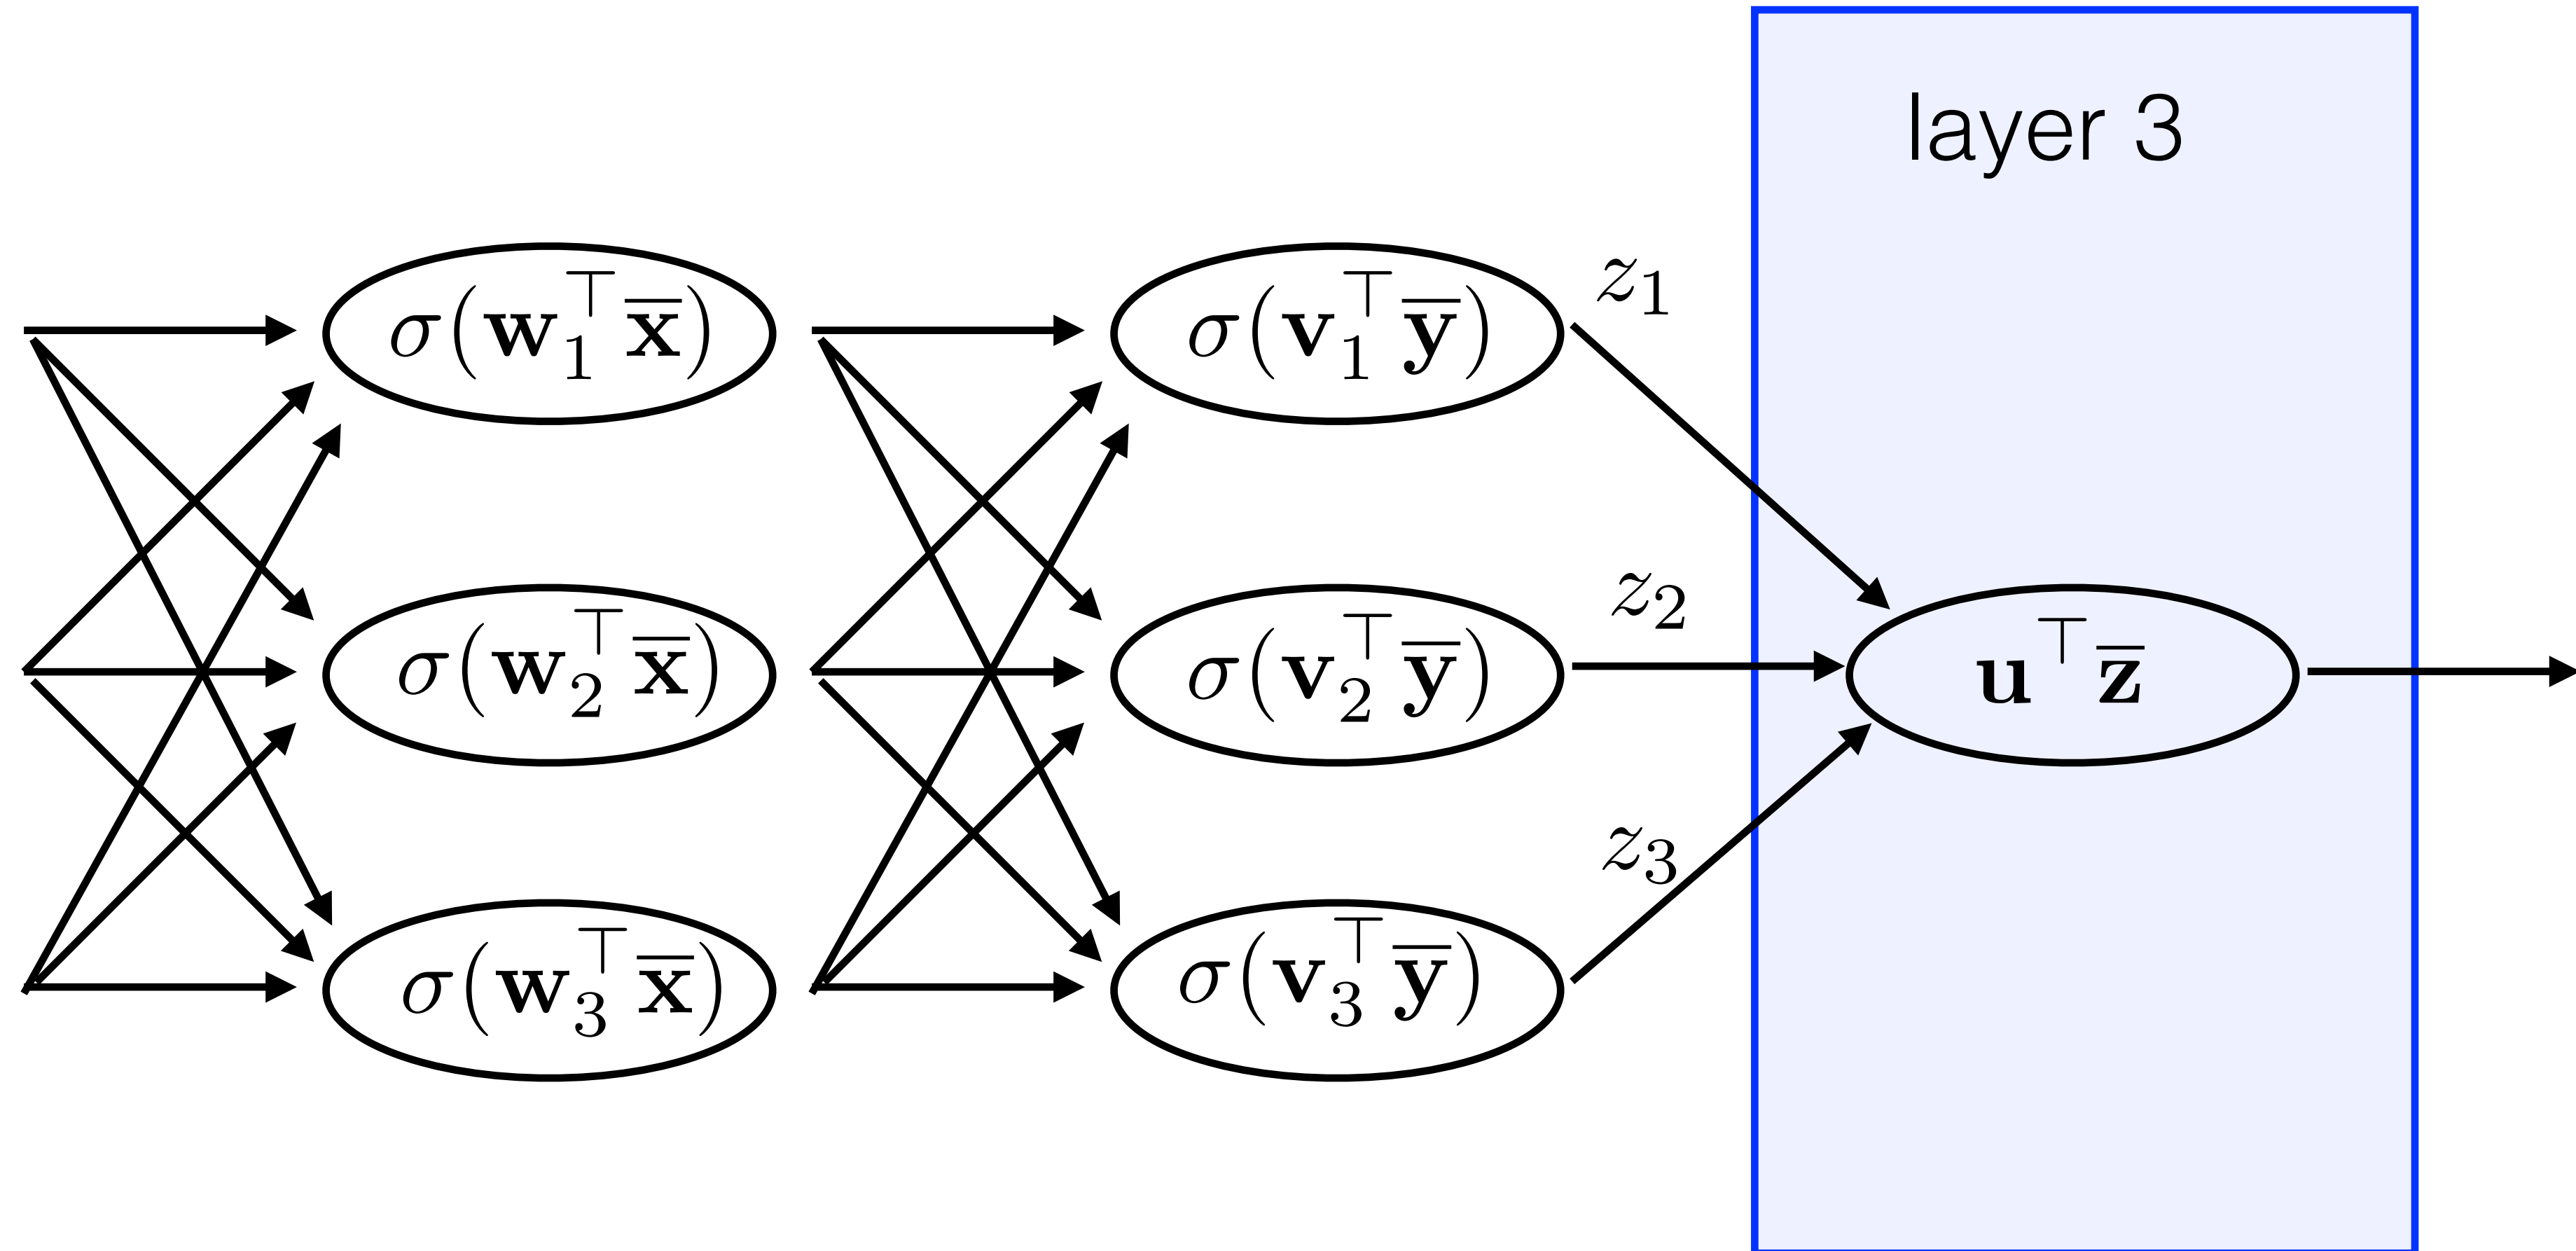 layer 3
σ(w₁⊤x̅)
σ(v₁⊤y̅)
z₁
σ(w₂⊤x̅)
σ(v₂⊤y̅)
z₂
u⊤z̅
σ(w₃⊤x̅)
σ(v₃⊤y̅)
z₃